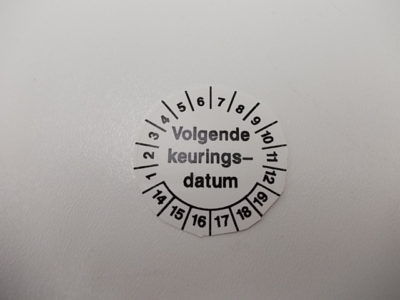 1 2 3 4 5 6 7 8 9 10 11 12
Volgende
keurings-
datum
14 15 16 17 18 19